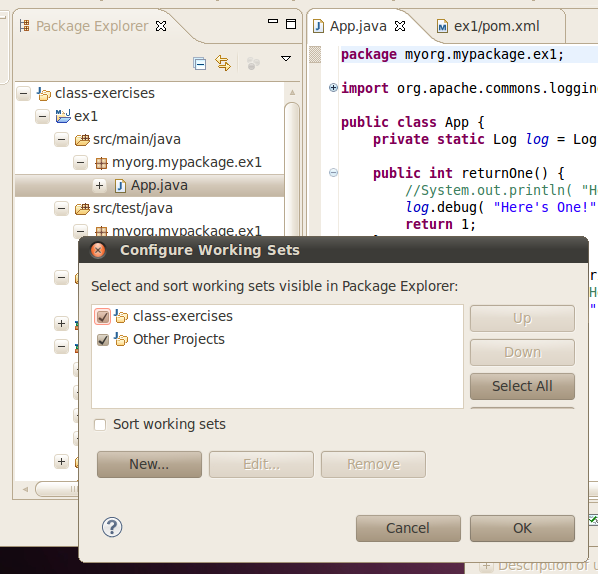 Package Explorer
class-exercises
ex1
src/main/java
myorg.mypackage.ex1
App.java
src/test/java
myorg.mypackage.ex1
App.java
ex1/pom.xml
package myorg.mypackage.ex1;
import org.apache.commons.loggin
public class App {
private static Log log = Log
public int returnOne() {
//System.out.println( "H
log.debug( "Here's One!"
return 1;
Configure Working Sets
Select and sort working sets visible in Package Explorer:
class-exercises
Other Projects
Up
Down
Select All
Sort working sets
New...
Edit...
Remove
?
Cancel
OK
Description of